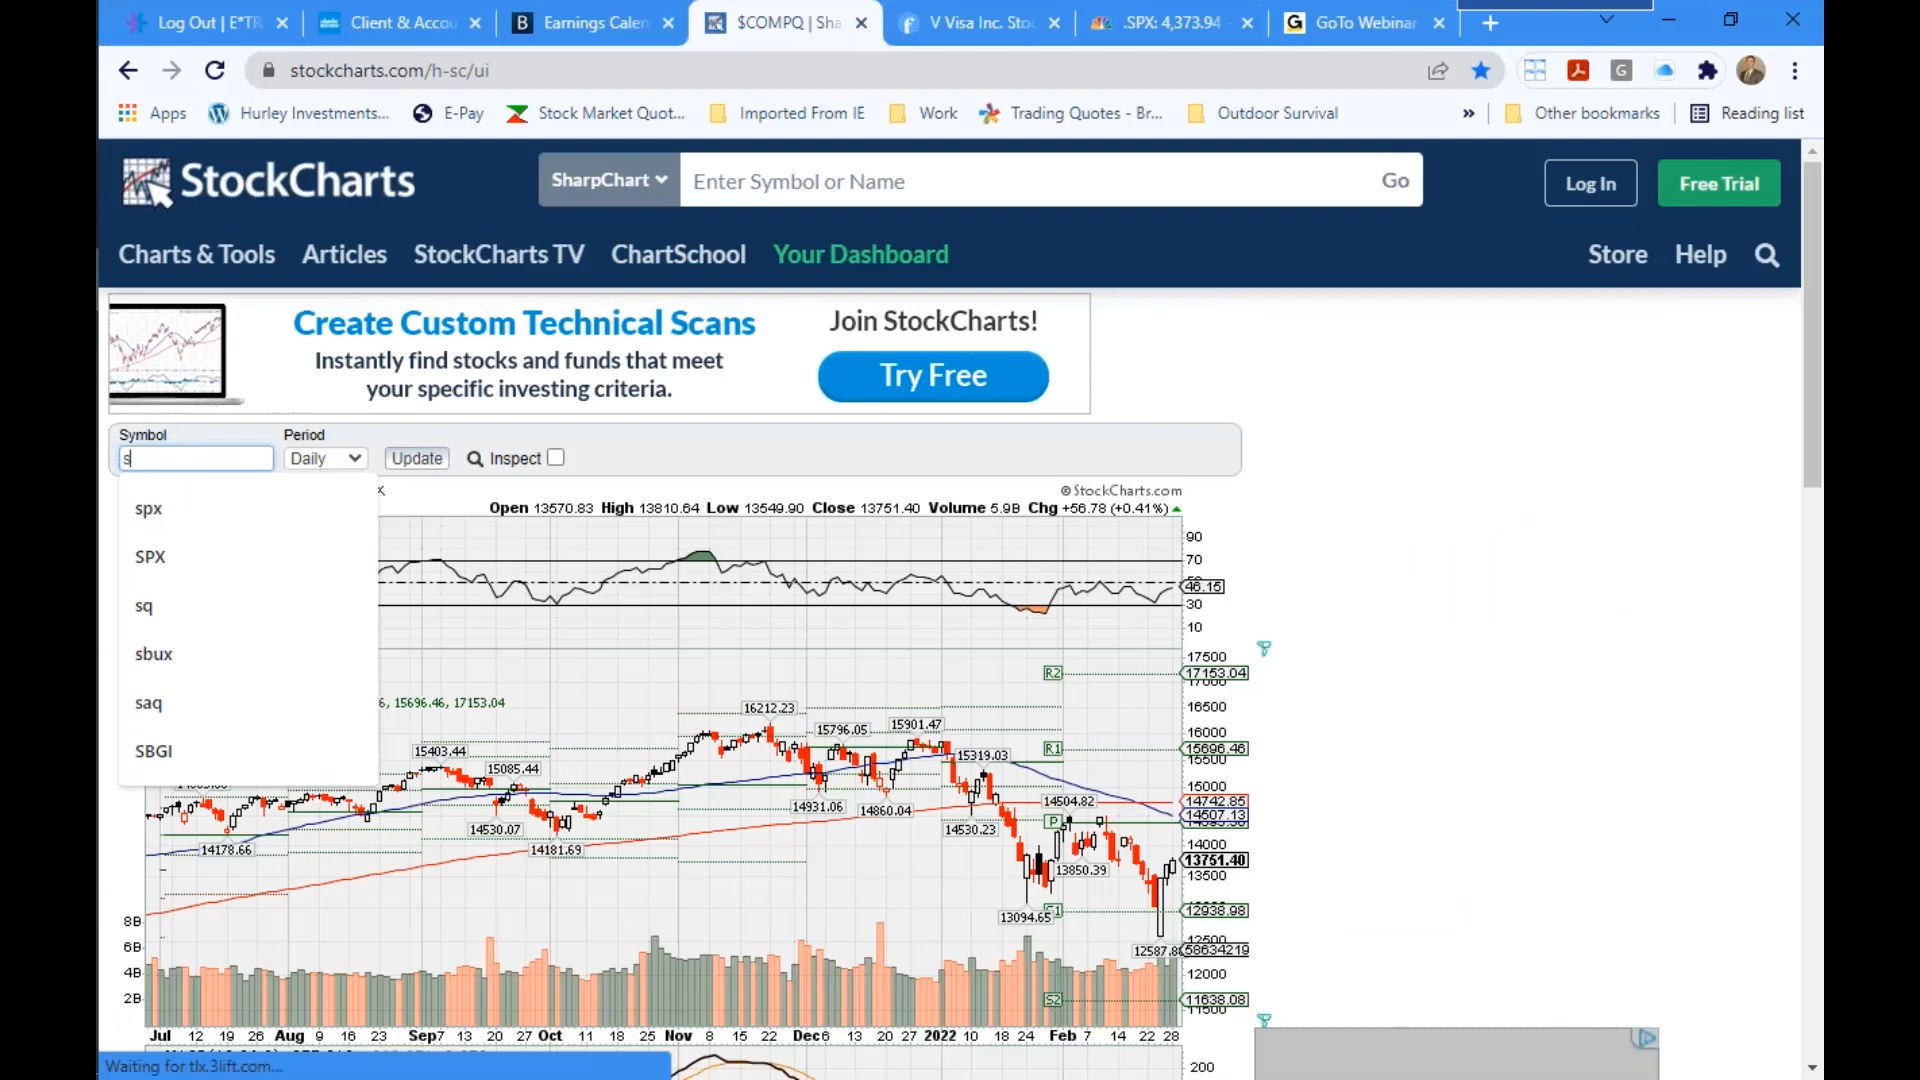 Log Out | E*TR
Client & Accou
Earnings Calen
$COMPQ | Sha
V Visa Inc. Stoc
.SPX: 4,373.94
GoTo Webinar
stockcharts.com/h-sc/ui
Apps
Hurley Investments...
E-Pay
Stock Market Quot...
Imported From IE
Work
Trading Quotes - Br...
Outdoor Survival
»
Other bookmarks
Reading list
StockCharts
SharpChart
Enter Symbol or Name
Go
Log In
Free Trial
Charts & Tools
Articles
StockCharts TV
ChartSchool
Your Dashboard
Store
Help
Create Custom Technical Scans
Instantly find stocks and funds that meet
your specific investing criteria.
Join StockCharts!
Try Free
Symbol
Period
s
Daily
Update
Inspect
spx
SPX
sq
sbux
saq
SBGI
© StockCharts.com
Open 13570.83 High 13810.64 Low 13549.90 Close 13751.40 Volume 5.9B Chg +56.78 (+0.41%)
90
70
46.15
30
10
6, 15696.46, 17153.04
17500
R2
17153.04
17000
16500
16212.23
16000
15796.05
15901.47
R1
15696.46
15500
15403.44
15319.03
15085.44
15000
14931.06
14860.04
14504.82
14742.85
14507.13
P
14530.07
14530.23
14178.66
14181.69
14000
13751.40
13850.39
13500
13094.65
S1
12938.98
12500
12587.88
58634219
12000
S2
11638.08
11500
8B
6B
4B
2B
Jul 12 19 26 Aug 9 16 23 Sep7 13 20 27 Oct 11 18 25 Nov 8 15 22 Dec6 13 20 27 2022 10 18 24 Feb 7 14 22 28
Waiting for tlx.3lift.com...
200